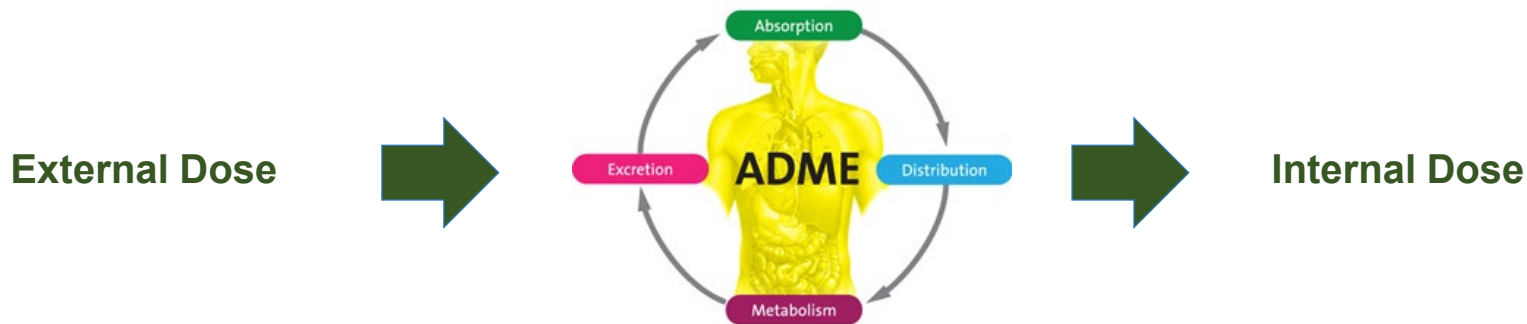 External Dose
Absorption
Excretion
ADME
Distribution
Metabolism
Internal Dose